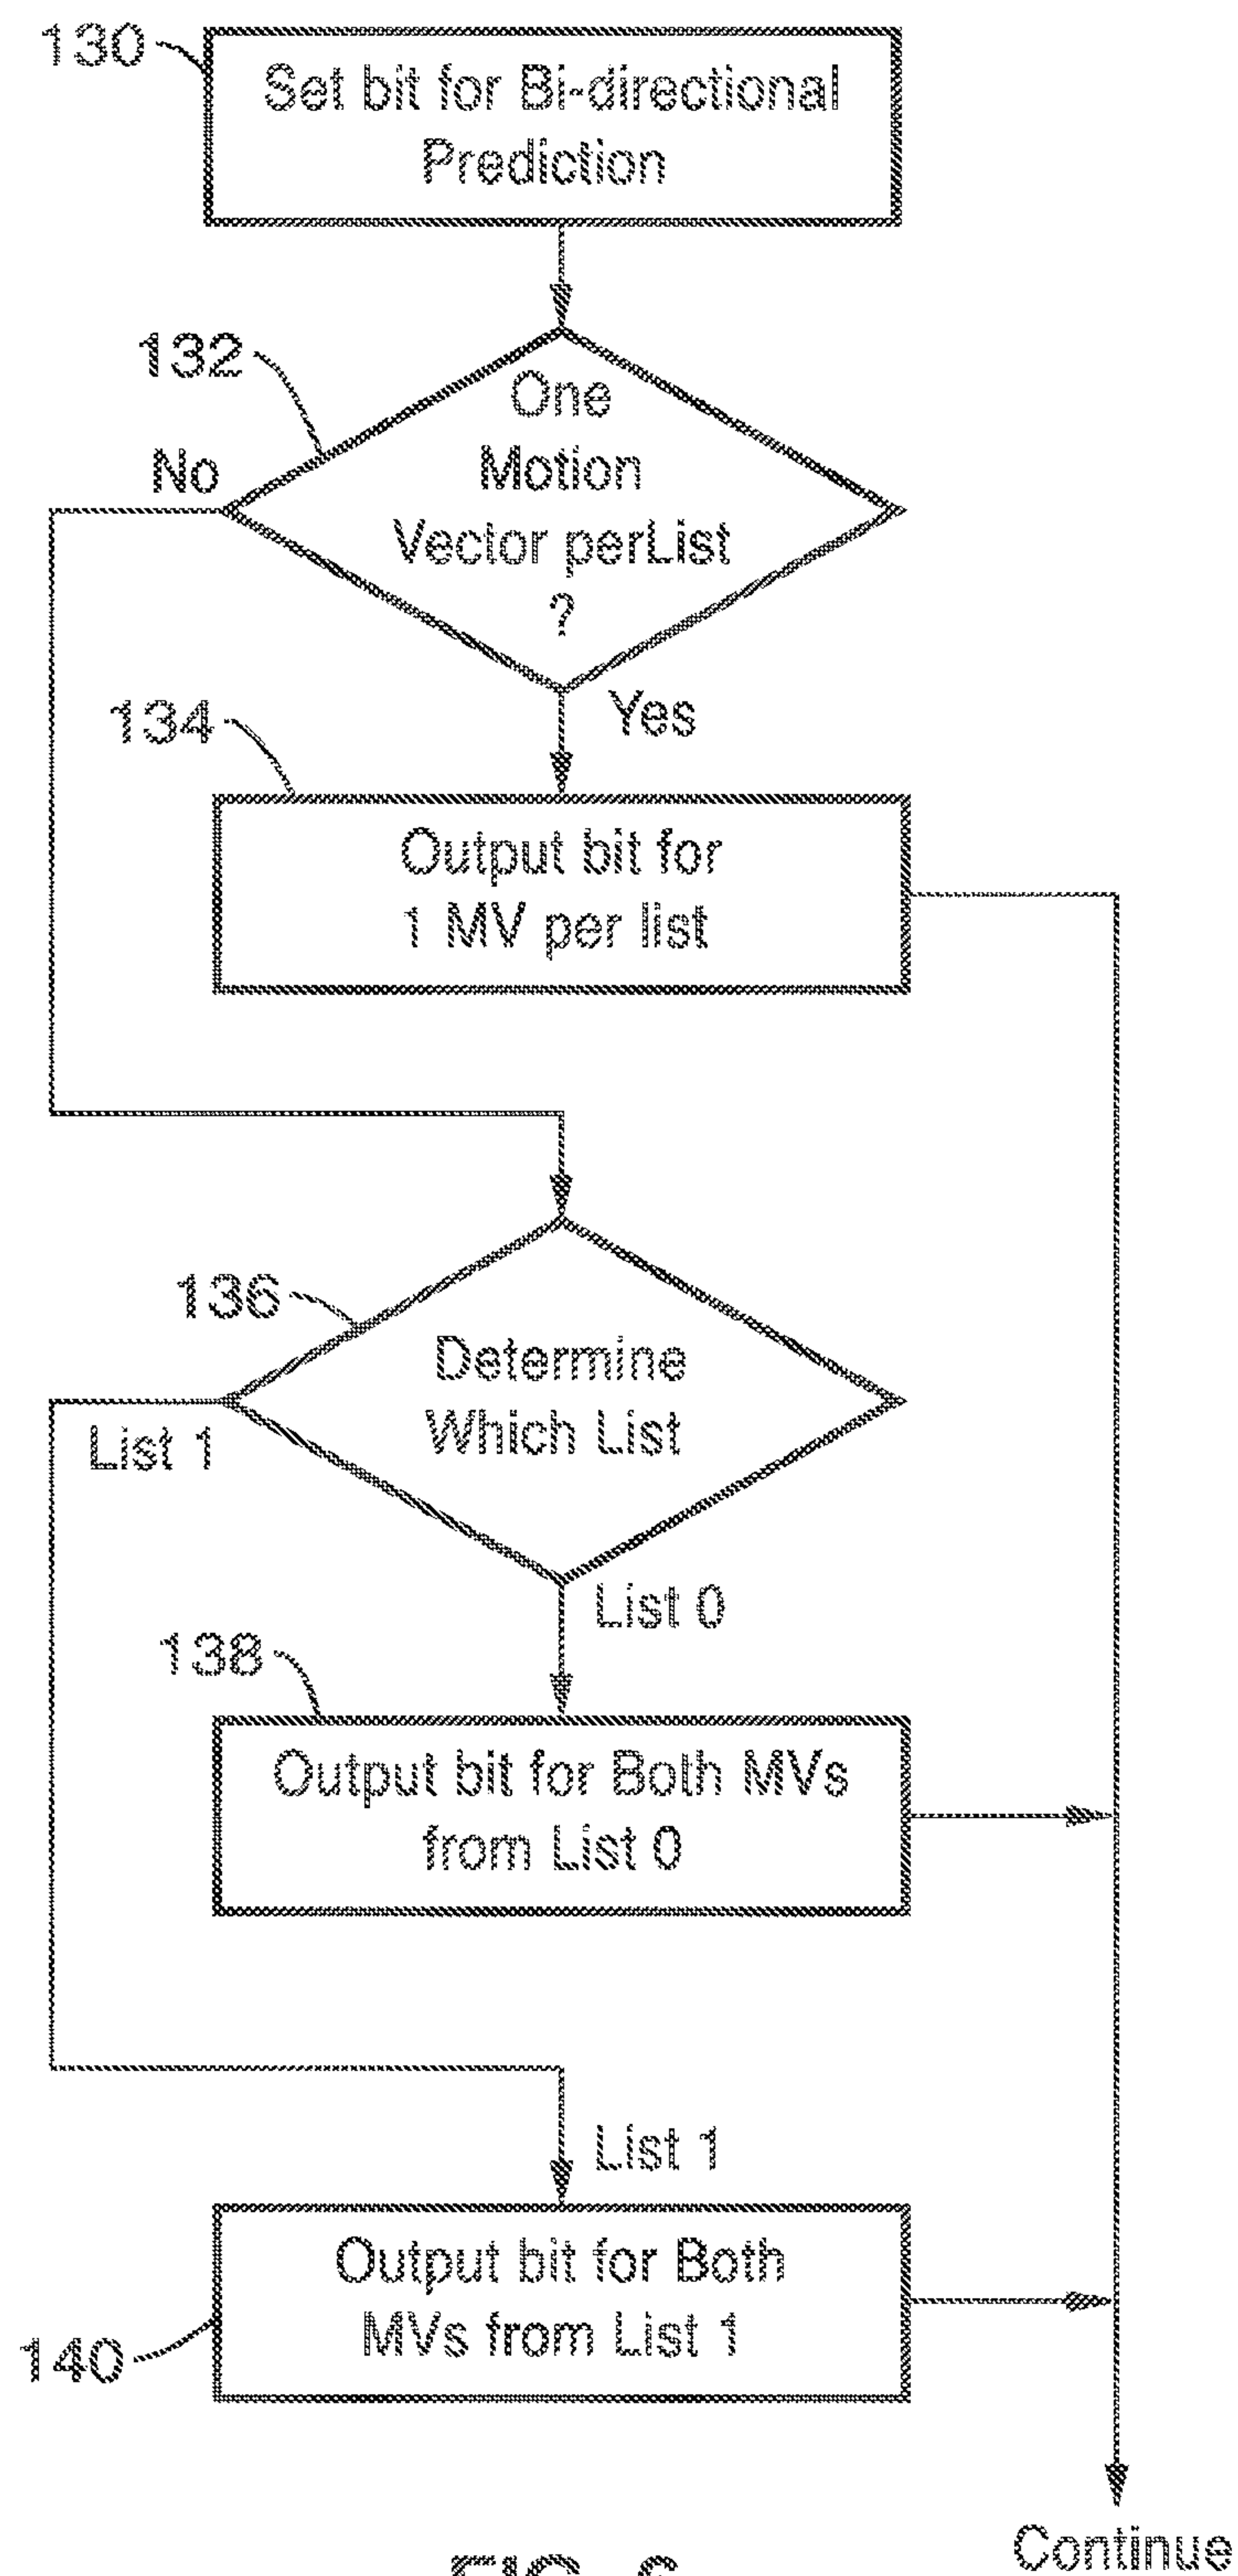 130
Set bit for Bi-directional
Prediction
132
One
Motion
Vector perList
?
No
Yes
134
Output bit for
1 MV per list
136
Determine
Which List
List 1
List 0
138
Output bit for Both MVs
from List 0
List 1
Output bit for Both
MVs from List 1
140
Continue